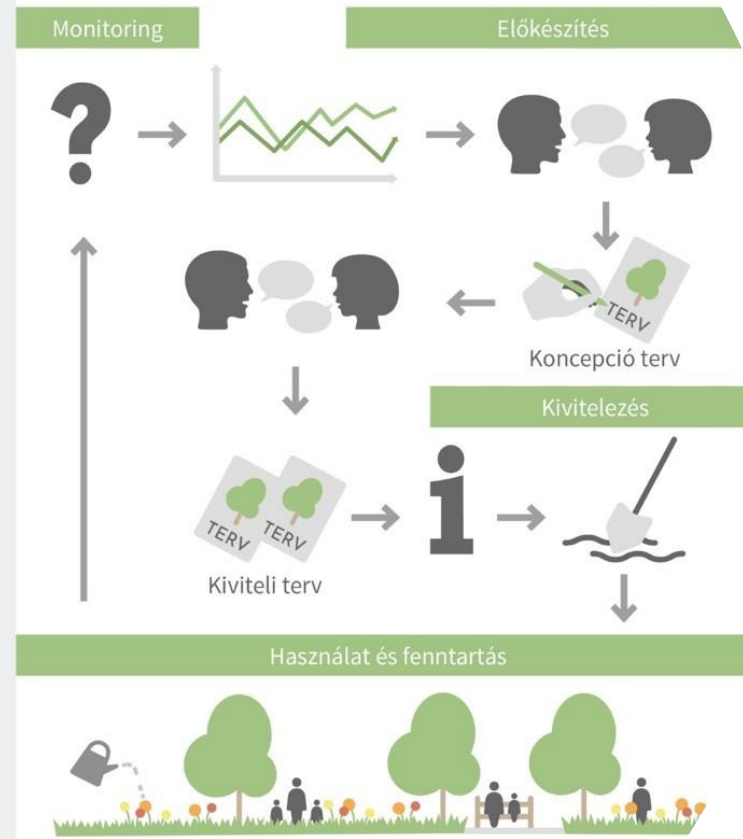 Monitoring
Előkészítés
TERV
Koncepció terv
Kivitelezés
TERV
TERV
Kiviteli terv
Használat és fenntartás